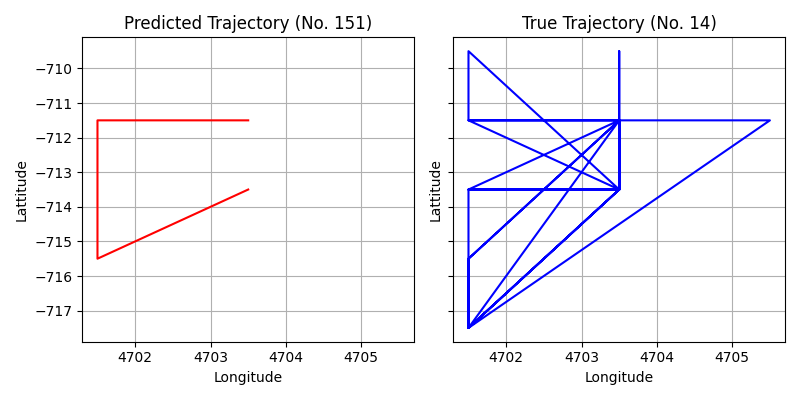 Predicted Trajectory (No. 151)
−710
−711
−712
−713
−714
−715
−716
−717
Lattitude
4702 4703 4704 4705
Longitude
True Trajectory (No. 14)
Lattitude
4702 4703 4704 4705
Longitude